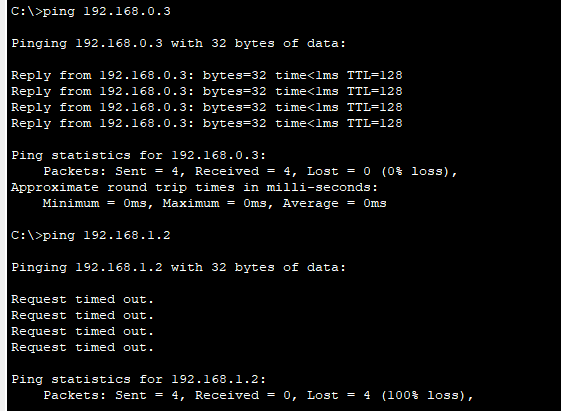 C:\>ping 192.168.0.3
Pinging 192.168.0.3 with 32 bytes of data:
Reply from 192.168.0.3: bytes=32 time<1ms TTL=128
Reply from 192.168.0.3: bytes=32 time<1ms TTL=128
Reply from 192.168.0.3: bytes=32 time<1ms TTL=128
Reply from 192.168.0.3: bytes=32 time<1ms TTL=128
Ping statistics for 192.168.0.3:
    Packets: Sent = 4, Received = 4, Lost = 0 (0% loss),
Approximate round trip times in milli-seconds:
    Minimum = 0ms, Maximum = 0ms, Average = 0ms
C:\>ping 192.168.1.2
Pinging 192.168.1.2 with 32 bytes of data:
Request timed out.
Request timed out.
Request timed out.
Request timed out.
Ping statistics for 192.168.1.2:
    Packets: Sent = 4, Received = 0, Lost = 4 (100% loss),